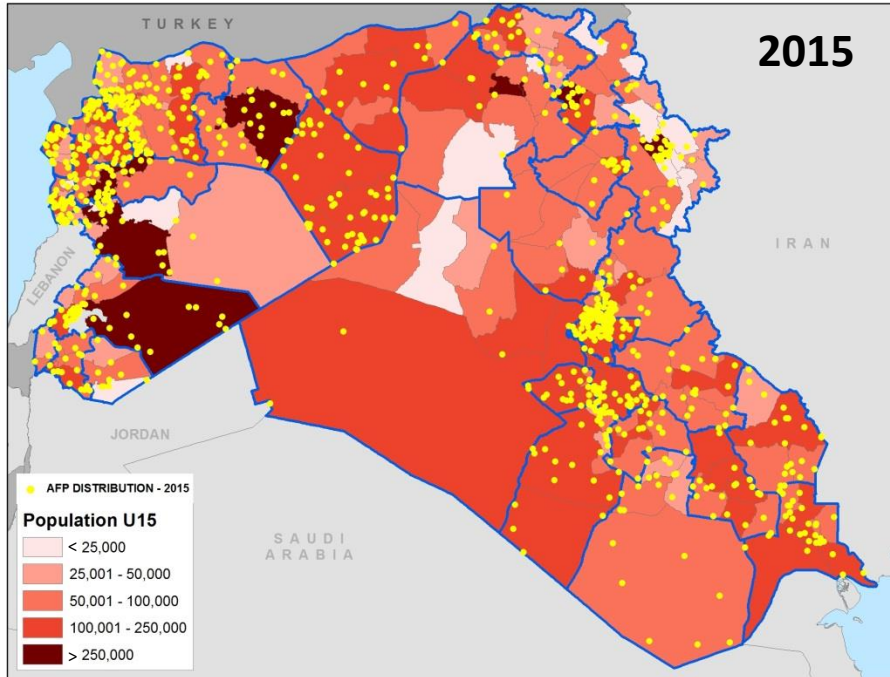 TURKEY
2015
IRAN
LEBANON
JORDAN
SAUDI
ARABIA
AFP DISTRIBUTION - 2015
Population U15
< 25,000
25,001 - 50,000
50,001 - 100,000
100,001 - 250,000
> 250,000